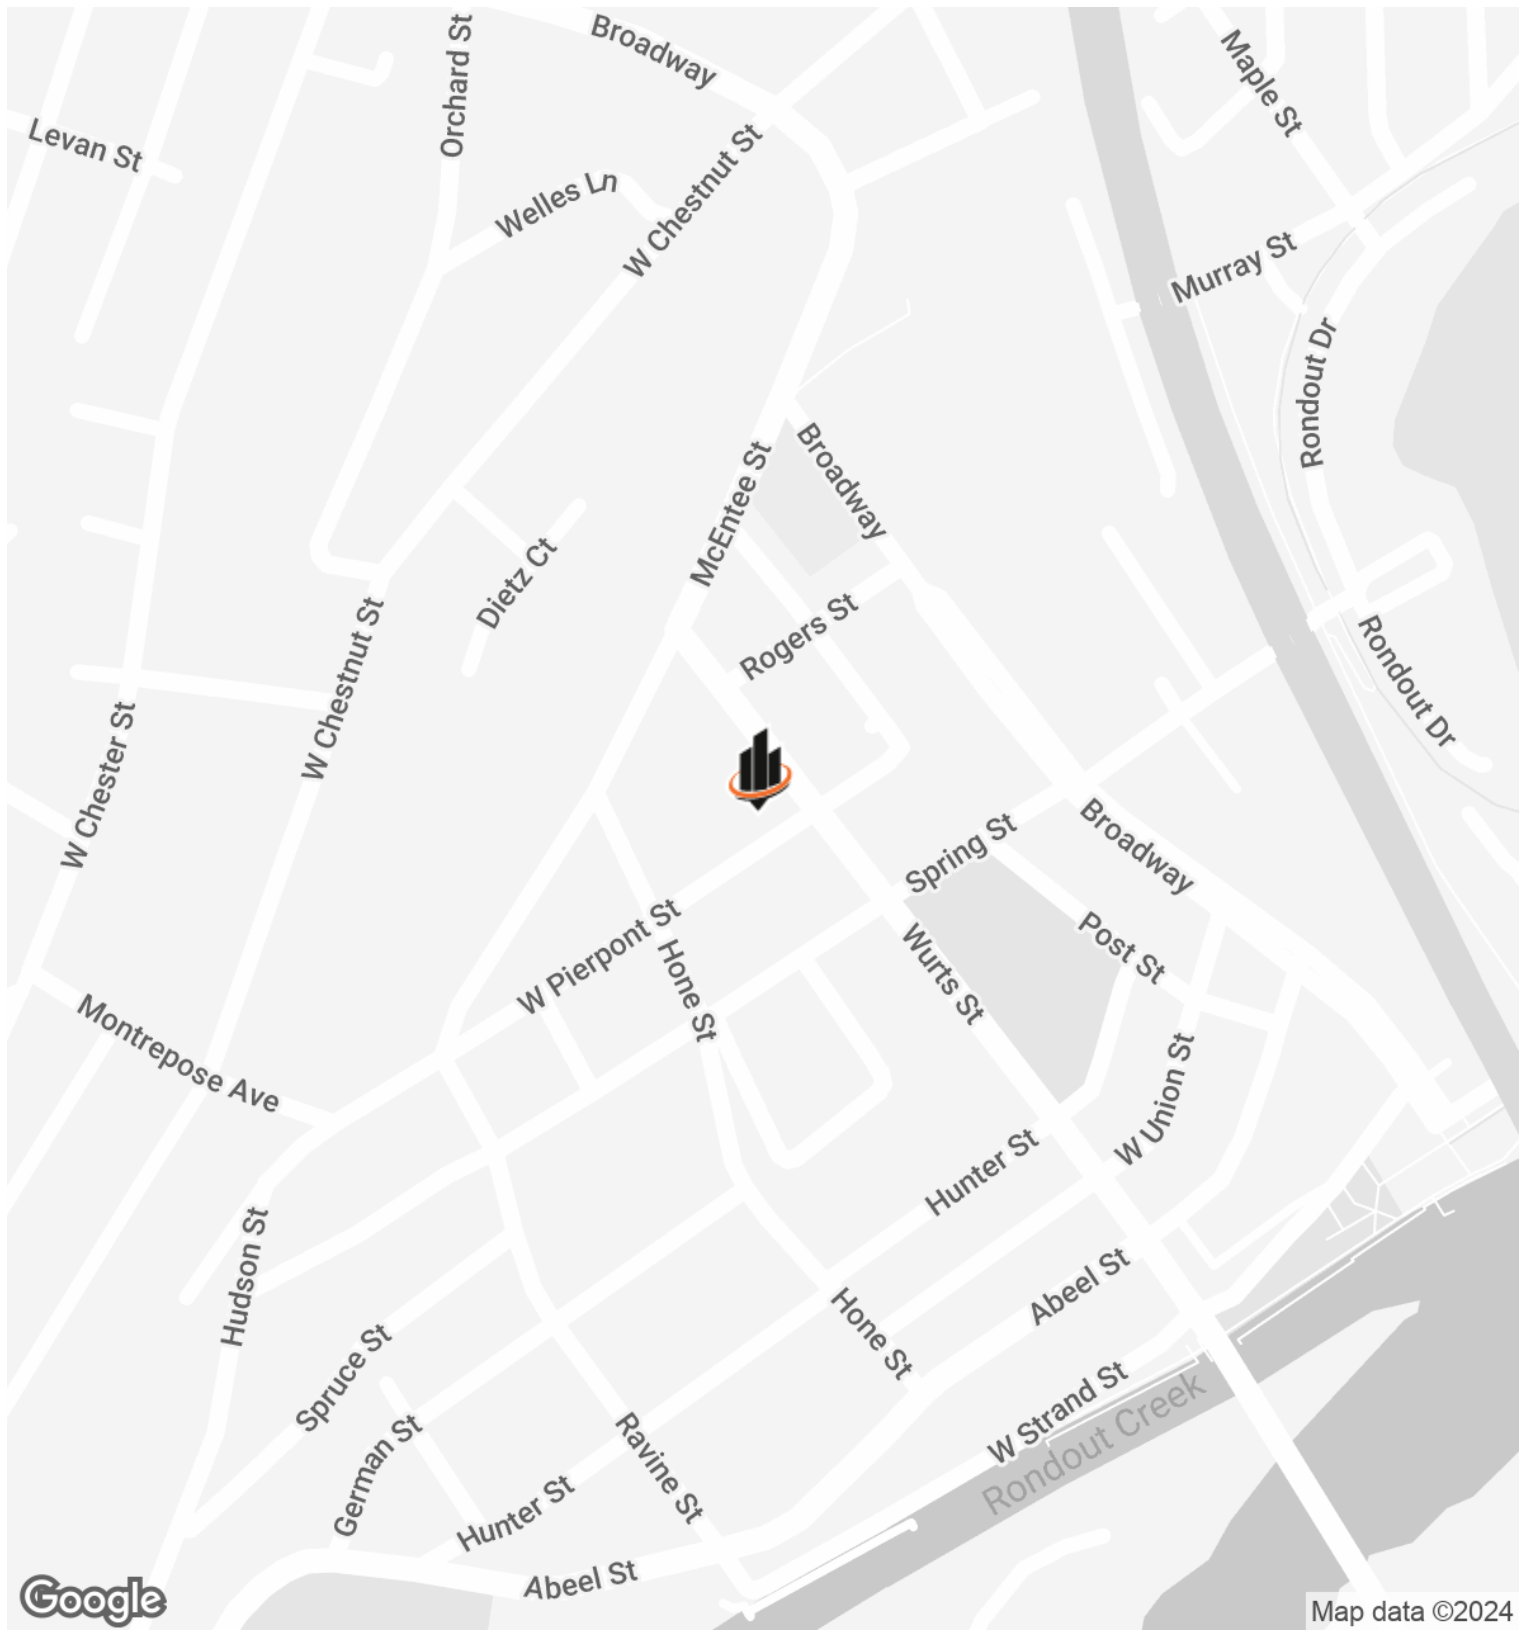 Broadway
Orchard St
Maple St
Levan St
W Chestnut St
Welles Ln
Murray St
Rondout Dr
Broadway
McEntee St
Dietz Ct
Rogers St
W Chestnut St
Rondout Dr
W Chester St
Broadway
Spring St
W Pierpont St
Post St
Wurts St
Hone St
Montrepose Ave
W Union St
Hunter St
Hudson St
Abeel St
Hone St
Spruce St
W Strand St
Rondout Creek
German St
Ravine St
Hunter St
Abeel St
Google
Map data ©2024